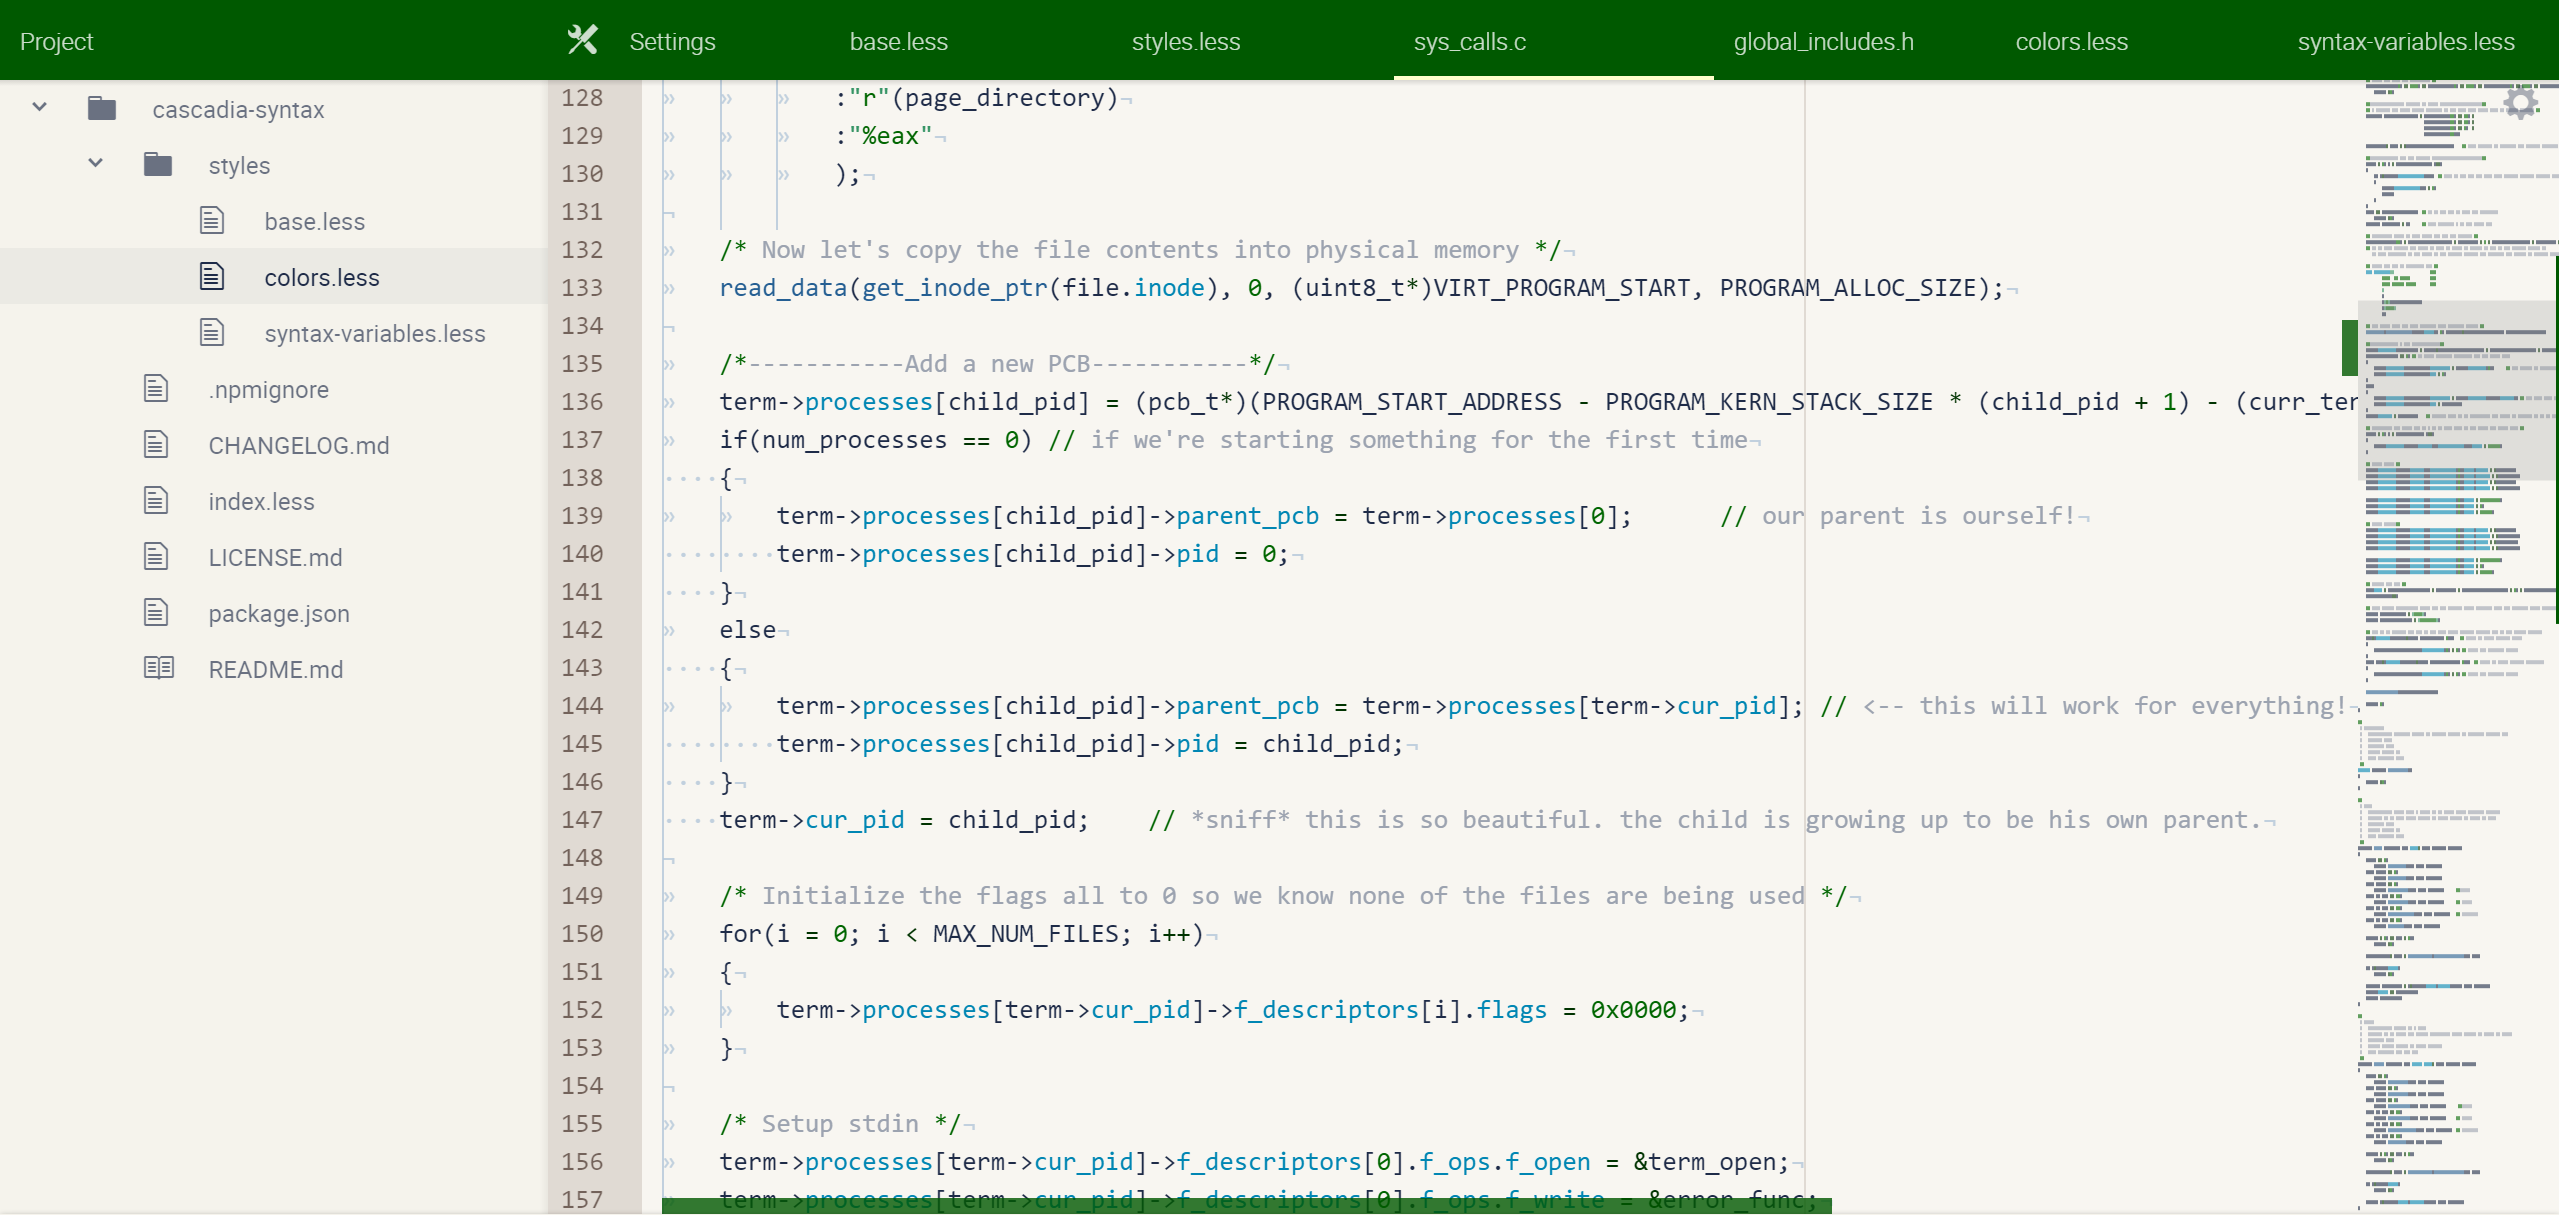 Project
Settings
base.less
styles.less
sys_calls.c
global_includes.h
colors.less
syntax-variables.less
cascadia-syntax
styles
base.less
colors.less
syntax-variables.less
.npmignore
CHANGELOG.md
index.less
LICENSE.md
package.json
README.md
128 » » » :"r"(page_directory)¬
129 » » » :"%eax"¬
130 » » » );¬
131 ¬
132 » /* Now let's copy the file contents into physical memory */¬
133 » read_data(get_inode_ptr(file.inode), 0, (uint8_t*)VIRT_PROGRAM_START, PROGRAM_ALLOC_SIZE);¬
134 ¬
135 » /*-----------Add a new PCB-----------*/¬
136 » term->processes[child_pid] = (pcb_t*)(PROGRAM_START_ADDRESS - PROGRAM_KERN_STACK_SIZE * (child_pid + 1) - (curr_ter
137 » if(num_processes == 0) // if we're starting something for the first time¬
138 ····{¬
139 » » term->processes[child_pid]->parent_pcb = term->processes[0]; // our parent is ourself!¬
140 ········term->processes[child_pid]->pid = 0;¬
141 ····}¬
142 » else¬
143 ····{¬
144 » » term->processes[child_pid]->parent_pcb = term->processes[term->cur_pid]; // <-- this will work for everything!¬
145 ········term->processes[child_pid]->pid = child_pid;¬
146 ····}¬
147 ····term->cur_pid = child_pid; // *sniff* this is so beautiful. the child is growing up to be his own parent.¬
148 ¬
149 » /* Initialize the flags all to 0 so we know none of the files are being used */¬
150 » for(i = 0; i < MAX_NUM_FILES; i++)¬
151 » {¬
152 » » term->processes[term->cur_pid]->f_descriptors[i].flags = 0x0000;¬
153 » }¬
154 ¬
155 » /* Setup stdin */¬
156 » term->processes[term->cur_pid]->f_descriptors[0].f_ops.f_open = &term_open;¬
157 » term->processes[term->cur_pid]->f_descriptors[0].f_ops.f_write = &error_func;